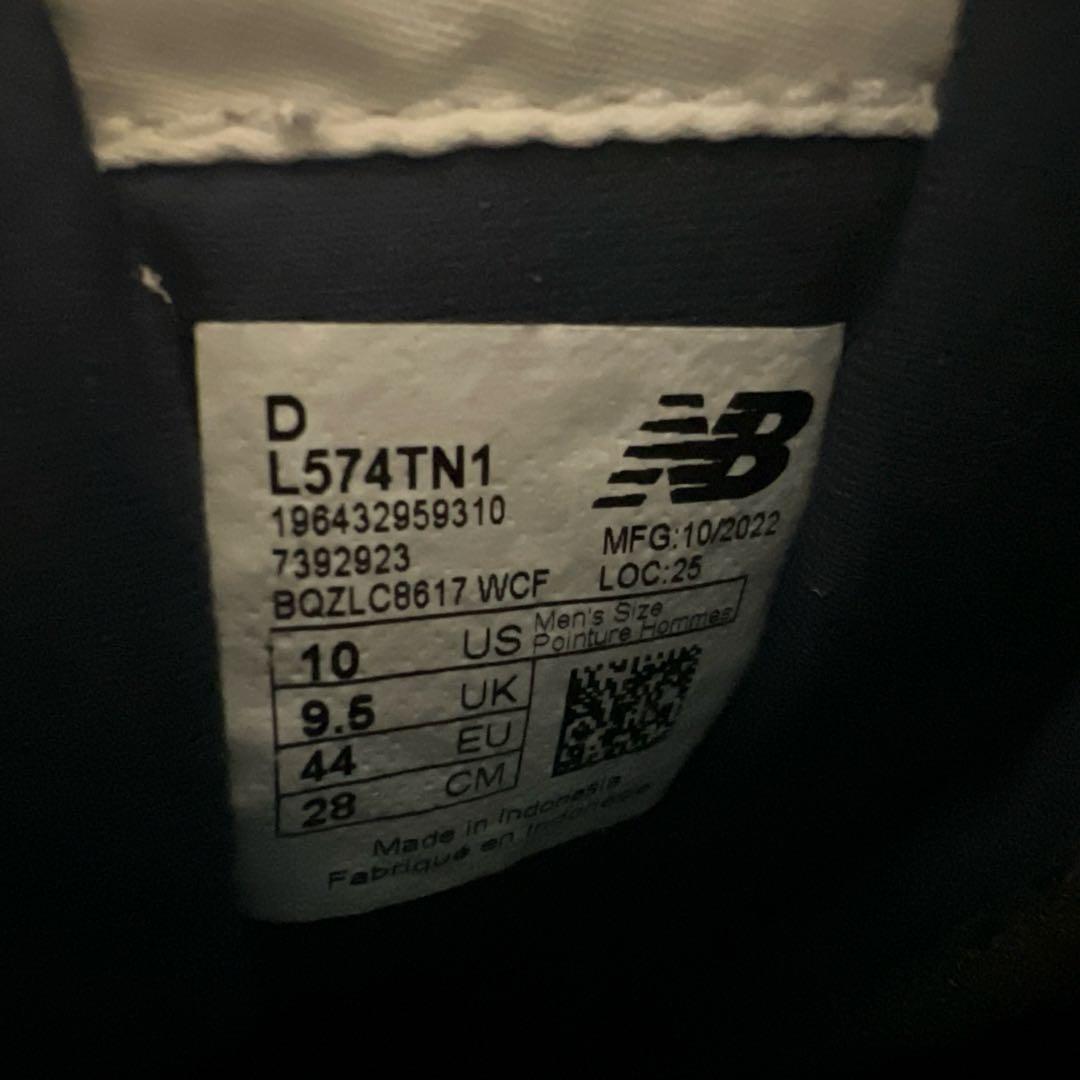 D
L574TN1
196432959310
7392923
BQZLC8617 WCF
NB
MFG:10/2022
LOC:25
10 US Men's Size
Pointure Hommes
9.5 UK
44 EU
28 CM
Made in Indonesia
Fabriqué en Indonésie